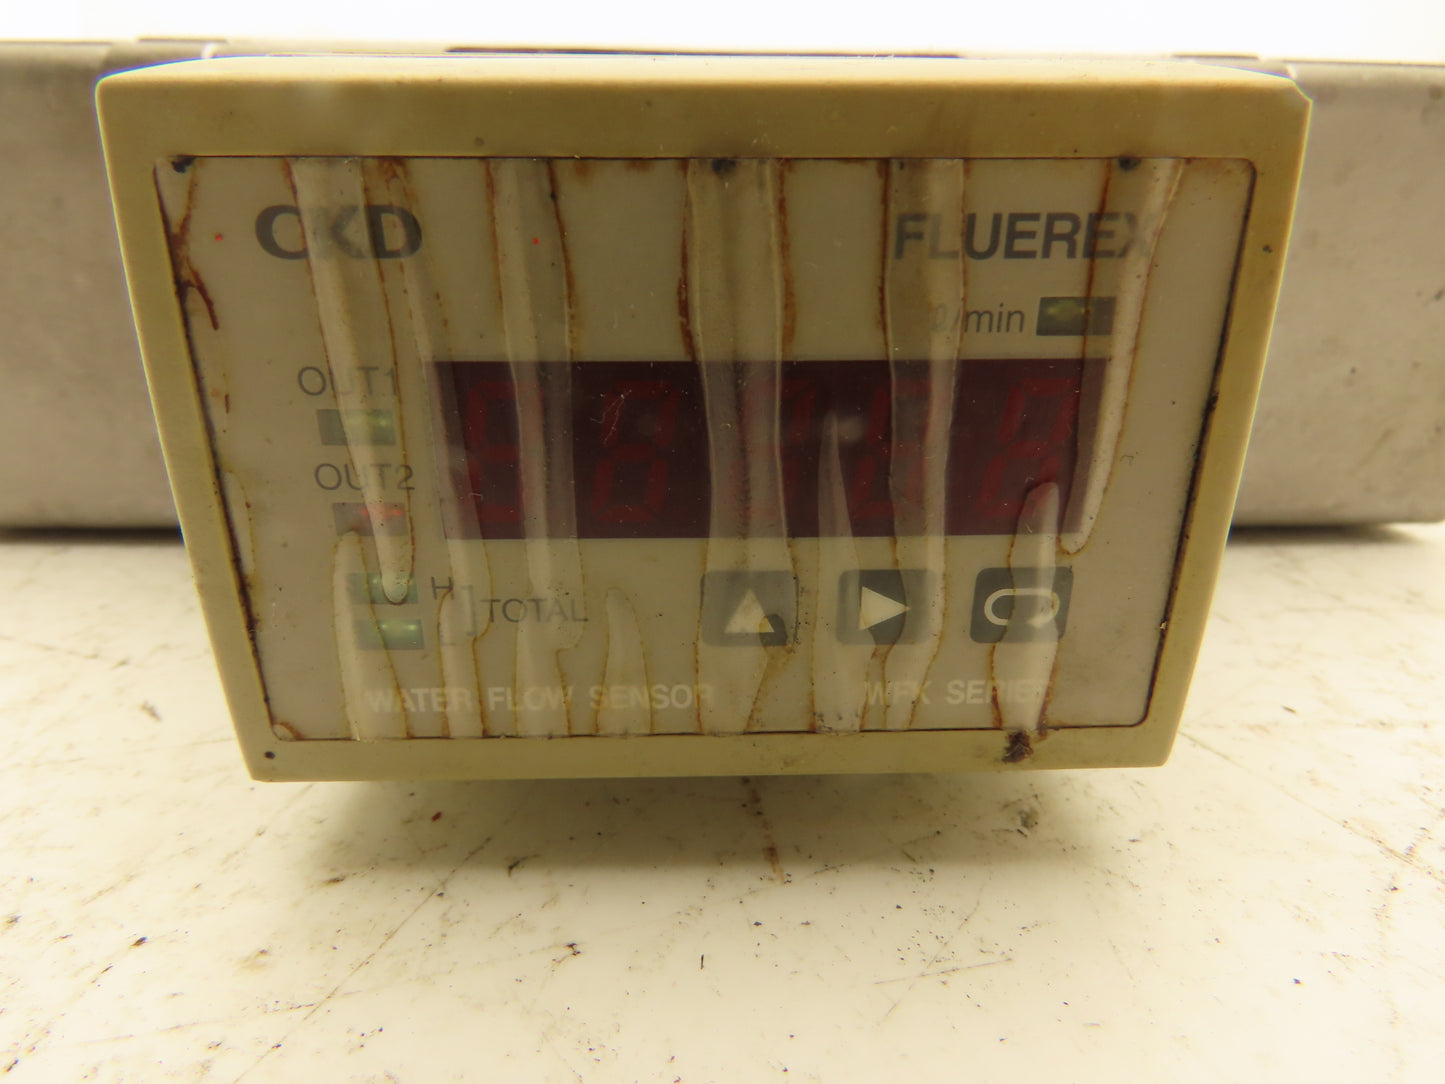 CKD
FLUEREX
ℓ/min
OUT1
OUT2
H
TOTAL
WATER FLOW SENSOR
WFK SERIES